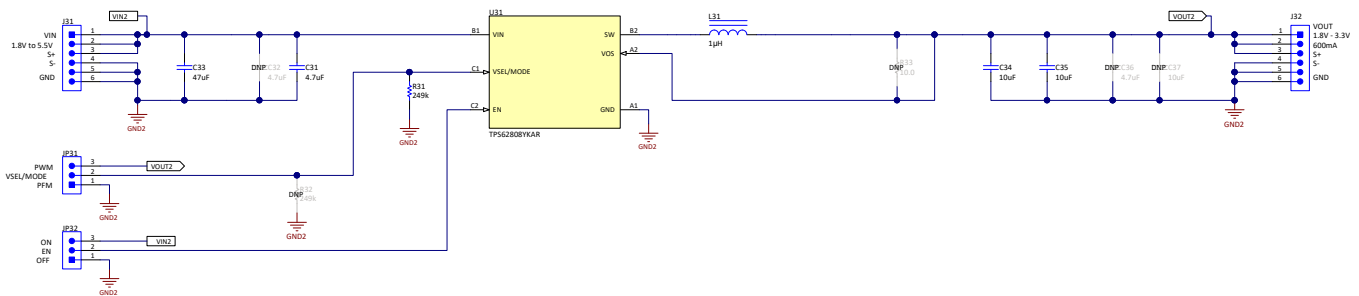 J31
VIN
1.8V to 5.5V
S+
S-
GND
1
2
3
4
5
6
VIN2
C33
47uF
DNP
C32
4.7uF
C31
4.7uF
GND2
R31
249k
GND2
U31
B1
VIN
C1
VSEL/MODE
C2
EN
SW
B2
VOS
A2
GND
A1
TPS62808YKAR
GND2
L31
1µH
DNP
R33
10.0
C34
10uF
C35
10uF
DNP
C36
4.7uF
DNP
C37
10uF
VOUT2
J32
1
2
3
4
5
6
VOUT
1.8V - 3.3V
600mA
S+
S-
GND
GND2
JP31
PWM
VSEL/MODE
PFM
3
2
1
VOUT2
GND2
DNP
R32
249k
GND2
JP32
ON
EN
OFF
3
2
1
VIN2
GND2